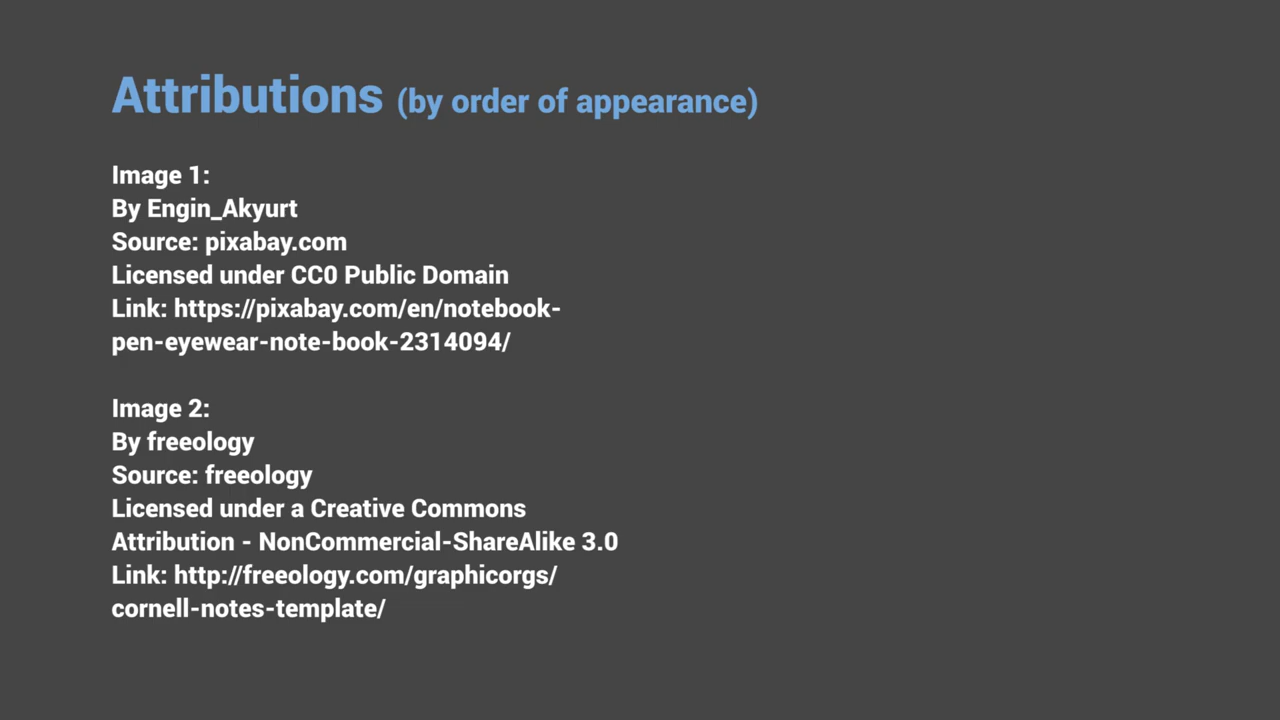 Attributions (by order of appearance)
Image 1:
By Engin_Akyurt
Source: pixabay.com
Licensed under CC0 Public Domain
Link: https://pixabay.com/en/notebook-
pen-eyewear-note-book-2314094/
Image 2:
By freeology
Source: freeology
Licensed under a Creative Commons
Attribution - NonCommercial-ShareAlike 3.0
Link: http://freeology.com/graphicorgs/
cornell-notes-template/